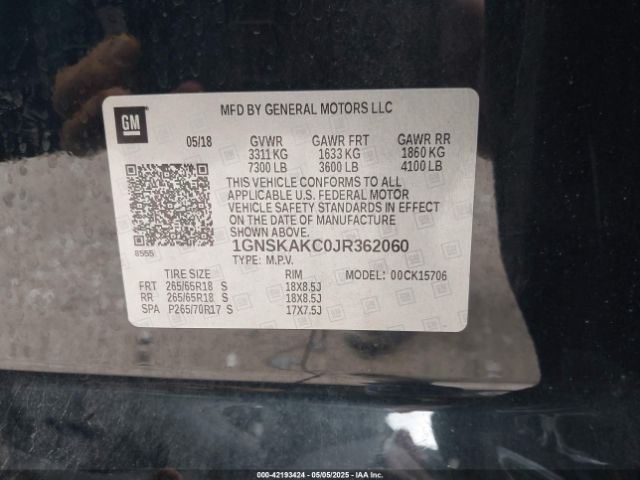 GM
MFD BY GENERAL MOTORS LLC
05/18 GVWR GAWR FRT GAWR RR
3311 KG 1633 KG 1860 KG
7300 LB 3600 LB 4100 LB
THIS VEHICLE CONFORMS TO ALL
APPLICABLE U.S. FEDERAL MOTOR
VEHICLE SAFETY STANDARDS IN EFFECT
ON THE DATE OF MANUFACTURE
SHOWN ABOVE.
8555
1GNSKAKC0JR362060
TYPE: M.P.V.
TIRE SIZE RIM MODEL: 00CK15706
FRT 265/65R18 S 18X8.5J
RR 265/65R18 S 18X8.5J
SPA P265/70R17 S 17X7.5J
000-42193424 - 05/05/2025 - IAAI Inc.